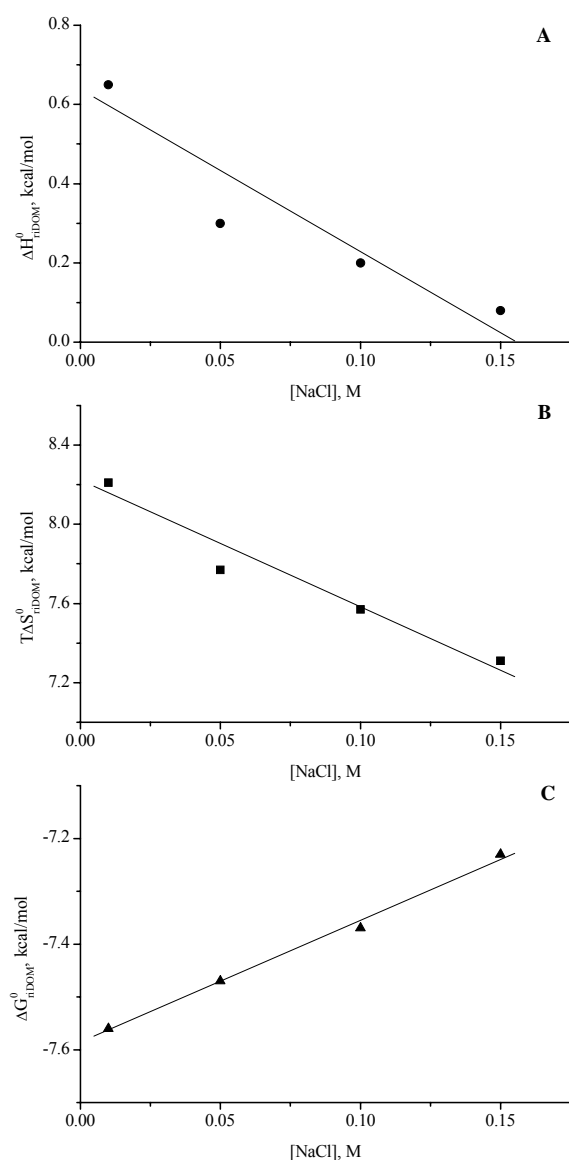 A
0.8
0.6
0.4
0.2
0.0
ΔH⁰riDOM, kcal/mol
0.00 0.05 0.10 0.15
[NaCl], M
B
8.4
8.0
7.6
7.2
TΔS⁰riDOM, kcal/mol
0.00 0.05 0.10 0.15
[NaCl], M
C
-7.2
-7.4
-7.6
ΔG⁰riDOM, kcal/mol
0.00 0.05 0.10 0.15
[NaCl], M